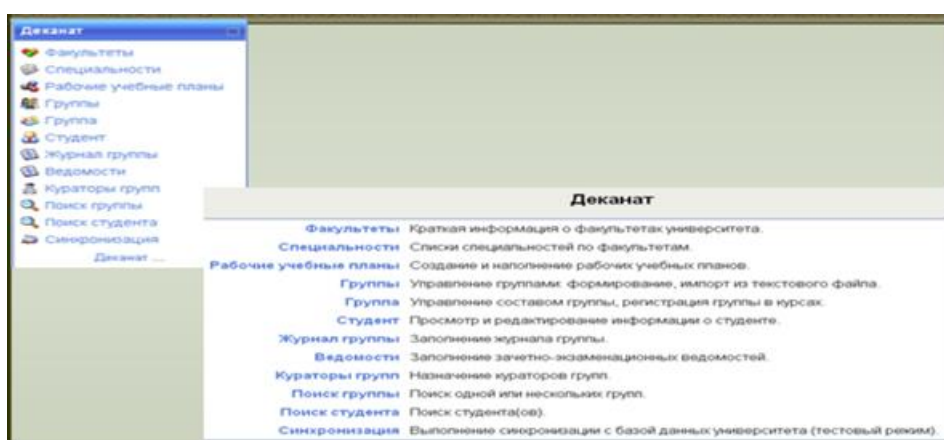 Деканат
Факультеты
Специальности
Рабочие учебные планы
Группы
Группа
Студент
Журнал группы
Ведомости
Кураторы групп
Поиск группы
Поиск студента
Синхронизация
Деканат ...
Деканат
Факультеты Краткая информация о факультетах университета.
Специальности Списки специальностей по факультетам.
Рабочие учебные планы Создание и наполнение рабочих учебных планов.
Группы Управление группами: формирование, импорт из текстового файла.
Группа Управление составом группы, регистрация группы в курсах.
Студент Просмотр и редактирование информации о студенте.
Журнал группы Заполнение журнала группы.
Ведомости Заполнение зачетно-экзаменационных ведомостей.
Кураторы групп Назначение кураторов групп.
Поиск группы Поиск одной или нескольких групп.
Поиск студента Поиск студента(ов).
Синхронизация Выполнение синхронизации с базой данных университета (тестовый режим).